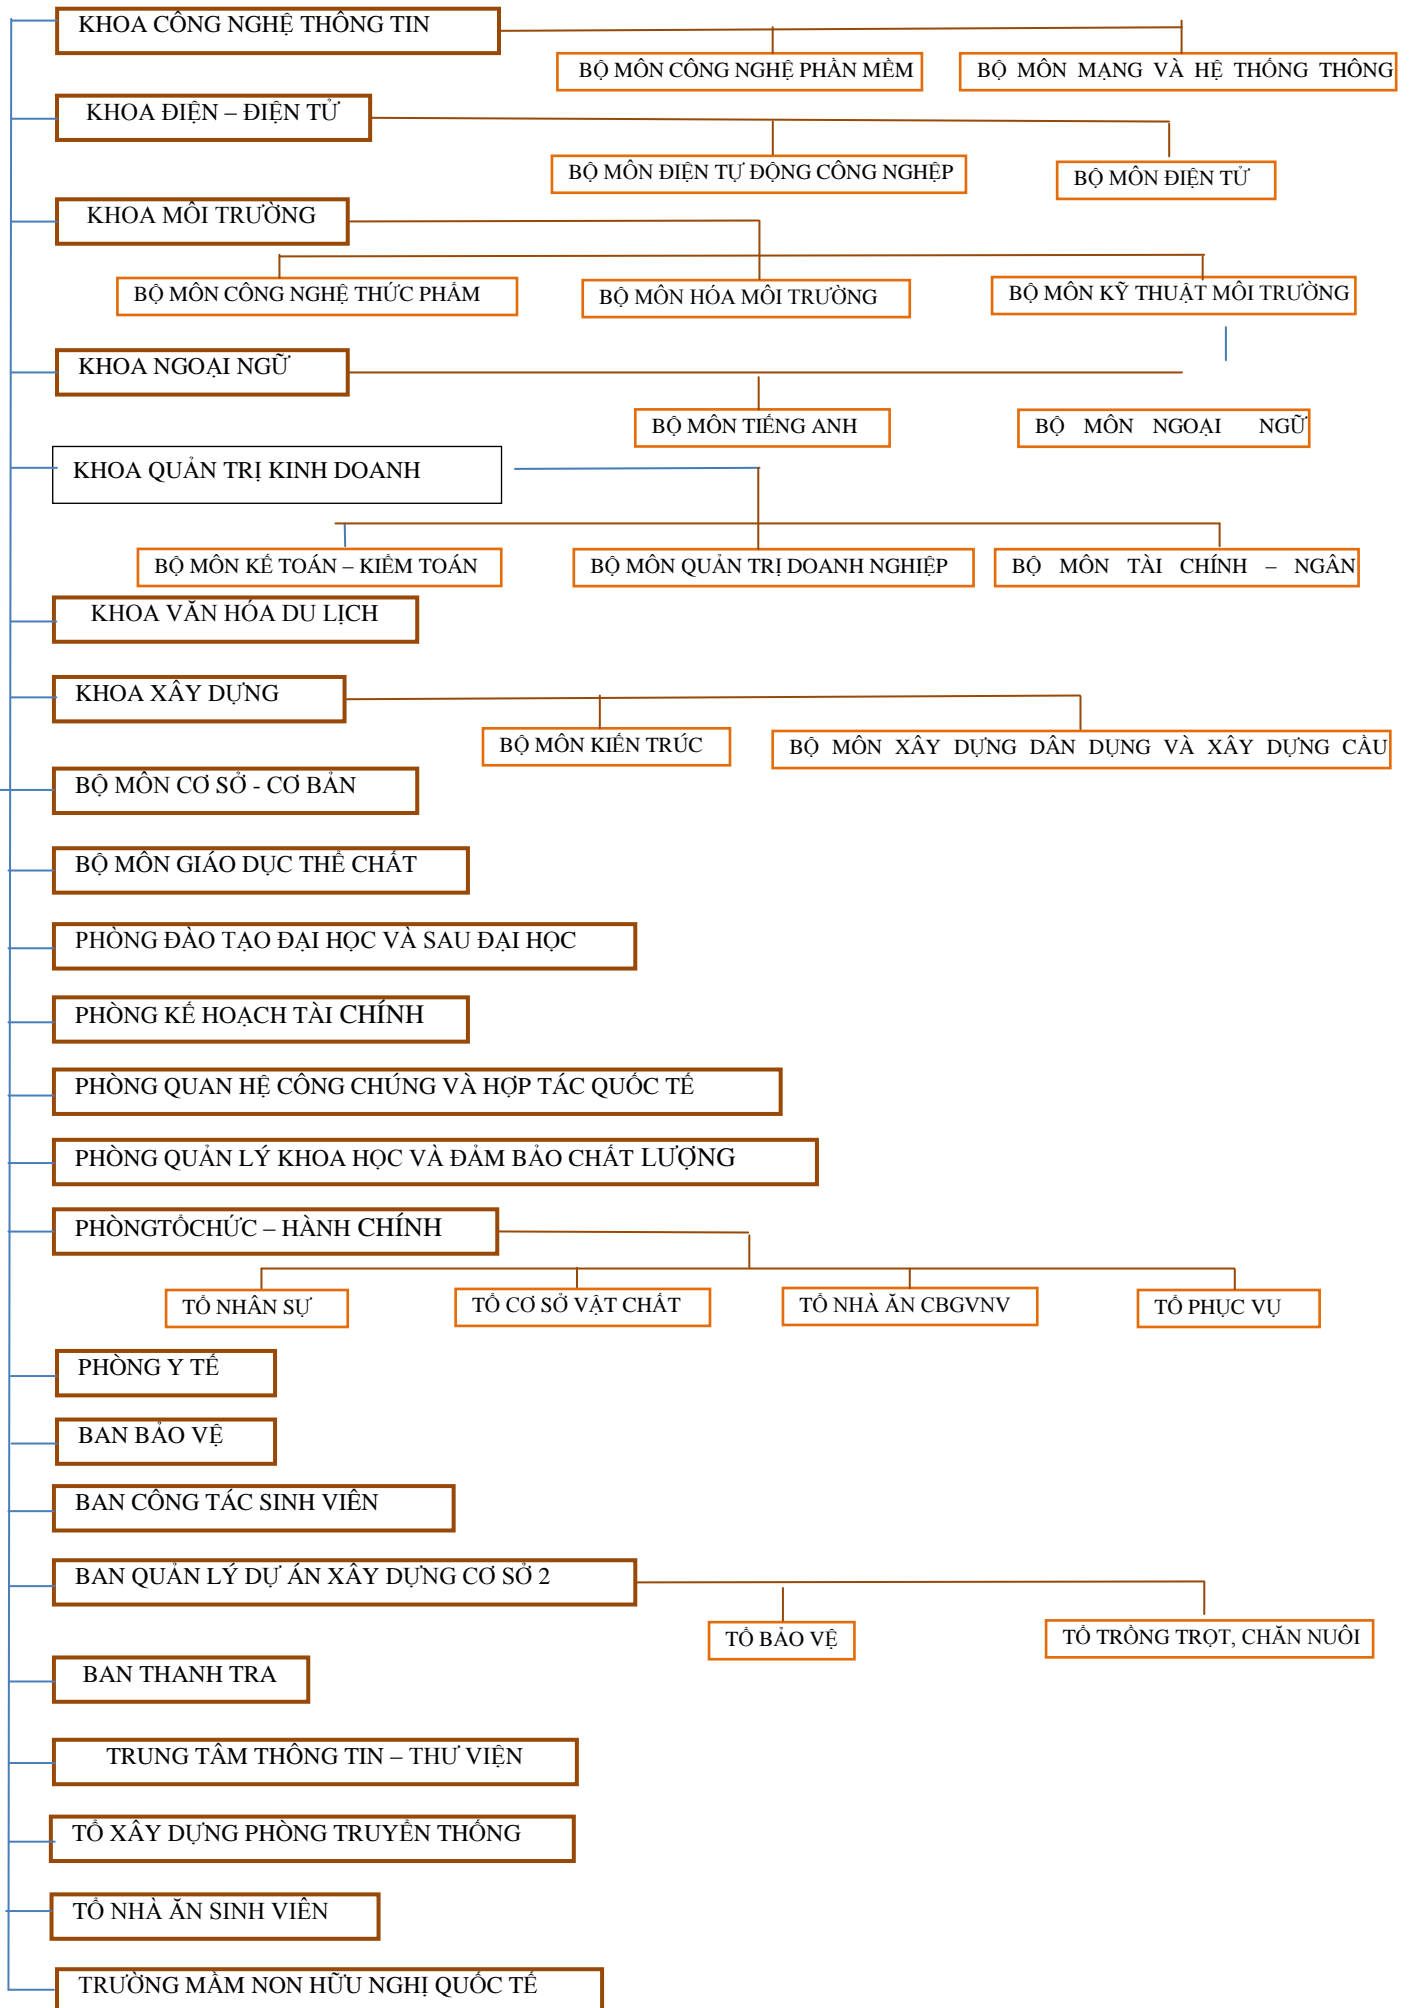 KHOA CÔNG NGHỆ THÔNG TIN
BỘ MÔN CÔNG NGHỆ PHẦN MỀM
BỘ MÔN MẠNG VÀ HỆ THỐNG THÔNG
KHOA ĐIỆN – ĐIỆN TỬ
BỘ MÔN ĐIỆN TỰ ĐỘNG CÔNG NGHỆP
BỘ MÔN ĐIỆN TỬ
KHOA MÔI TRƯỜNG
BỘ MÔN CÔNG NGHỆ THỨC PHẨM
BỘ MÔN HÓA MÔI TRƯỜNG
BỘ MÔN KỸ THUẬT MÔI TRƯỜNG
KHOA NGOẠI NGỮ
BỘ MÔN TIẾNG ANH
BỘ MÔN NGOẠI NGỮ
KHOA QUẢN TRỊ KINH DOANH
BỘ MÔN KẾ TOÁN – KIỂM TOÁN
BỘ MÔN QUẢN TRỊ DOANH NGHIỆP
BỘ MÔN TÀI CHÍNH – NGÂN
KHOA VĂN HÓA DU LỊCH
KHOA XÂY DỰNG
BỘ MÔN KIẾN TRÚC
BỘ MÔN XÂY DỰNG DÂN DỤNG VÀ XÂY DỰNG CẦU
BỘ MÔN CƠ SỞ - CƠ BẢN
BỘ MÔN GIÁO DỤC THỂ CHẤT
PHÒNG ĐÀO TẠO ĐẠI HỌC VÀ SAU ĐẠI HỌC
PHÒNG KẾ HOẠCH TÀI CHÍNH
PHÒNG QUAN HỆ CÔNG CHÚNG VÀ HỢP TÁC QUỐC TẾ
PHÒNG QUẢN LÝ KHOA HỌC VÀ ĐẢM BẢO CHẤT LƯỢNG
PHÒNGTỔCHỨC – HÀNH CHÍNH
TỔ NHÂN SỰ
TỔ CƠ SỞ VẬT CHẤT
TỔ NHÀ ĂN CBGVNV
TỔ PHỤC VỤ
PHÒNG Y TẾ
BAN BẢO VỆ
BAN CÔNG TÁC SINH VIÊN
BAN QUẢN LÝ DỰ ÁN XÂY DỰNG CƠ SỞ 2
TỔ BẢO VỆ
TỔ TRỒNG TRỌT, CHĂN NUÔI
BAN THANH TRA
TRUNG TÂM THÔNG TIN – THƯ VIỆN
TỔ XÂY DỰNG PHÒNG TRUYỀN THỐNG
TỔ NHÀ ĂN SINH VIÊN
TRƯỜNG MẦM NON HỮU NGHỊ QUỐC TẾ